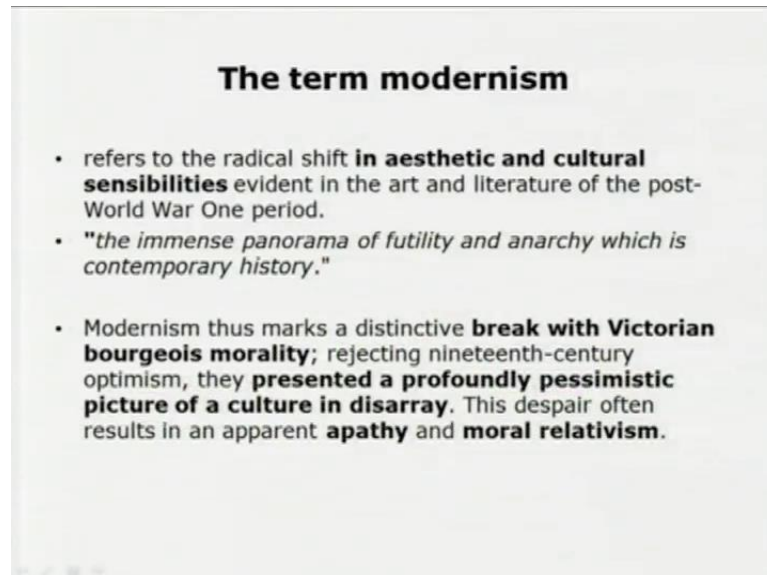 The term modernism
• refers to the radical shift in aesthetic and cultural
sensibilities evident in the art and literature of the post-
World War One period.
• "the immense panorama of futility and anarchy which is
contemporary history."
• Modernism thus marks a distinctive break with Victorian
bourgeois morality; rejecting nineteenth-century
optimism, they presented a profoundly pessimistic
picture of a culture in disarray. This despair often
results in an apparent apathy and moral relativism.